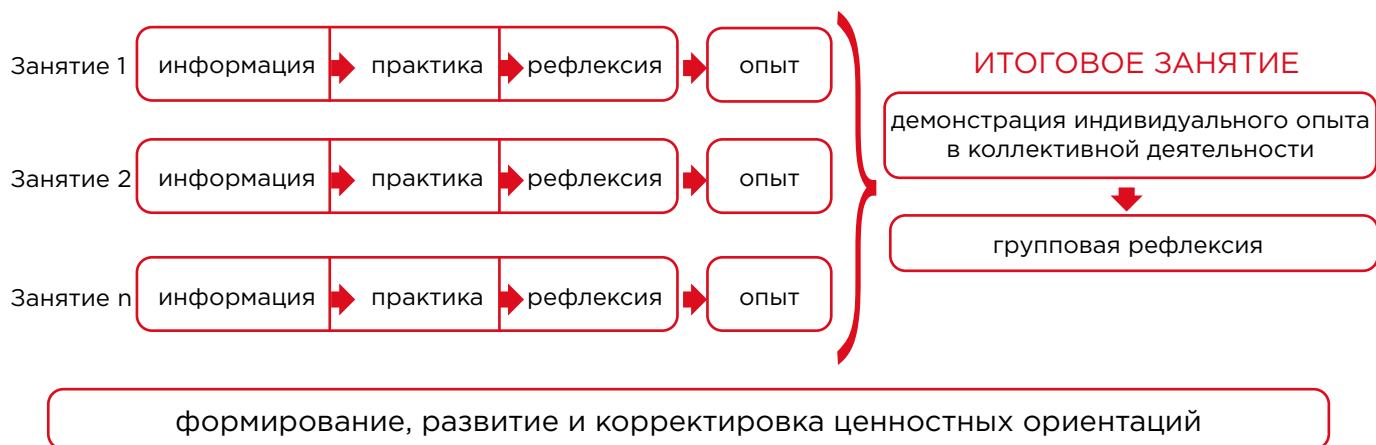 Занятие 1 информация практика рефлексия опыт
ИТОГОВОЕ ЗАНЯТИЕ
демонстрация индивидуального опыта
в коллективной деятельности
Занятие 2 информация практика рефлексия опыт
групповая рефлексия
Занятие n информация практика рефлексия опыт
формирование, развитие и корректировка ценностных ориентаций